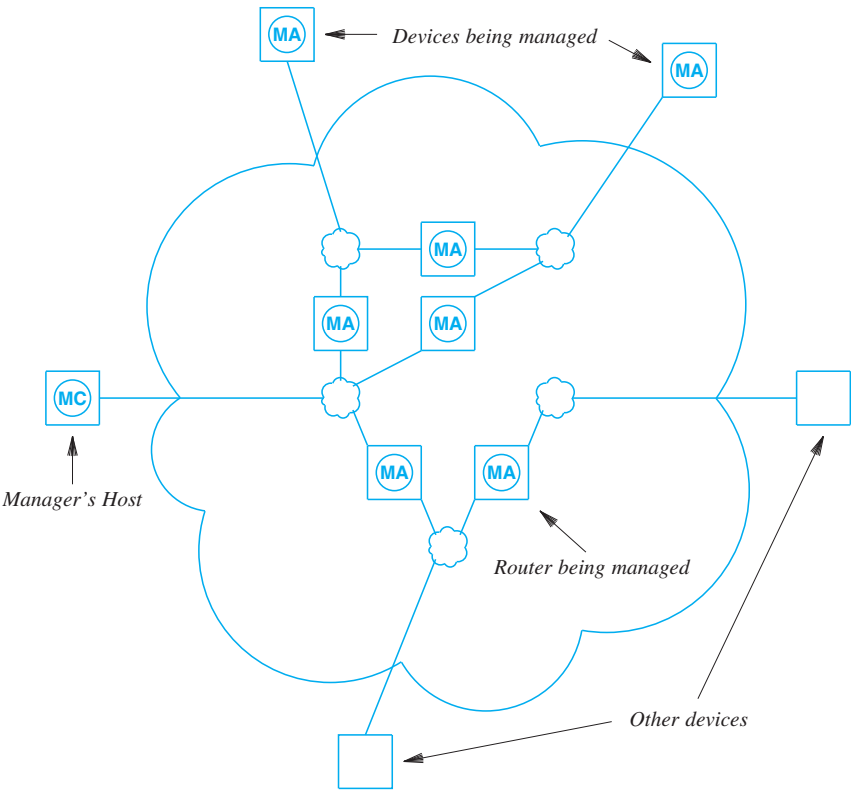 MA
Devices being managed
MA
MA
MA
MA
MC
MA
MA
Manager's Host
Router being managed
Other devices